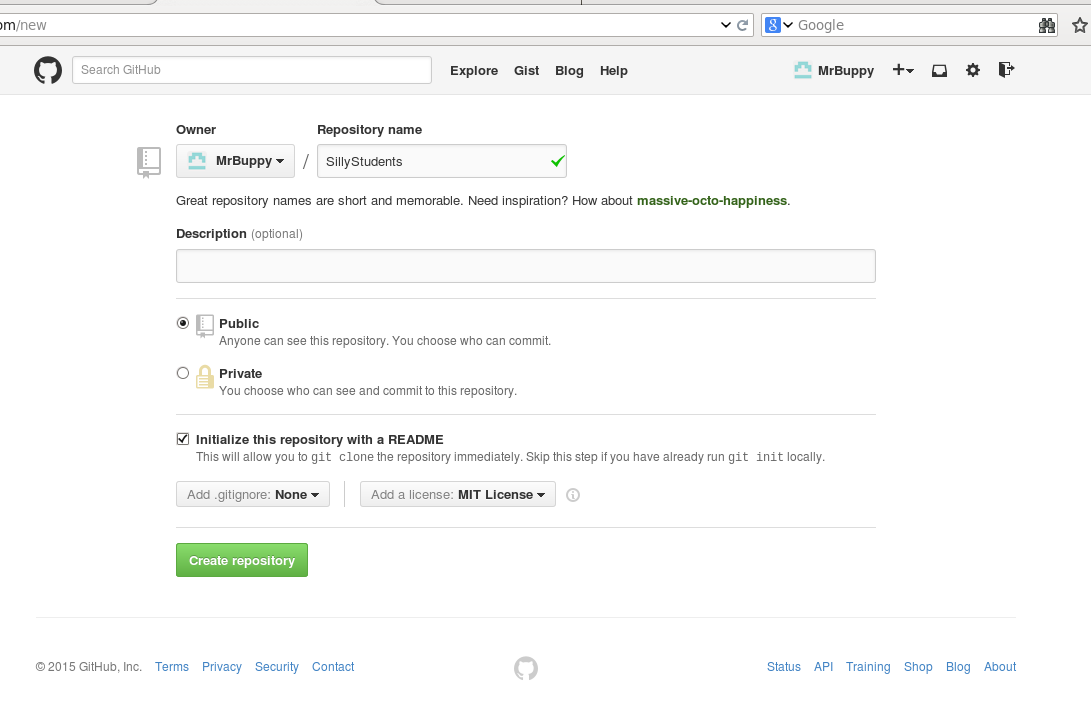 om/new
Google
Search GitHub
Explore Gist Blog Help
MrBuppy
Owner
Repository name
MrBuppy / SillyStudents
Great repository names are short and memorable. Need inspiration? How about massive-octo-happiness.
Description (optional)
Public
Anyone can see this repository. You choose who can commit.
Private
You choose who can see and commit to this repository.
Initialize this repository with a README
This will allow you to git clone the repository immediately. Skip this step if you have already run git init locally.
Add .gitignore: None
Add a license: MIT License
Create repository
© 2015 GitHub, Inc. Terms Privacy Security Contact
Status API Training Shop Blog About